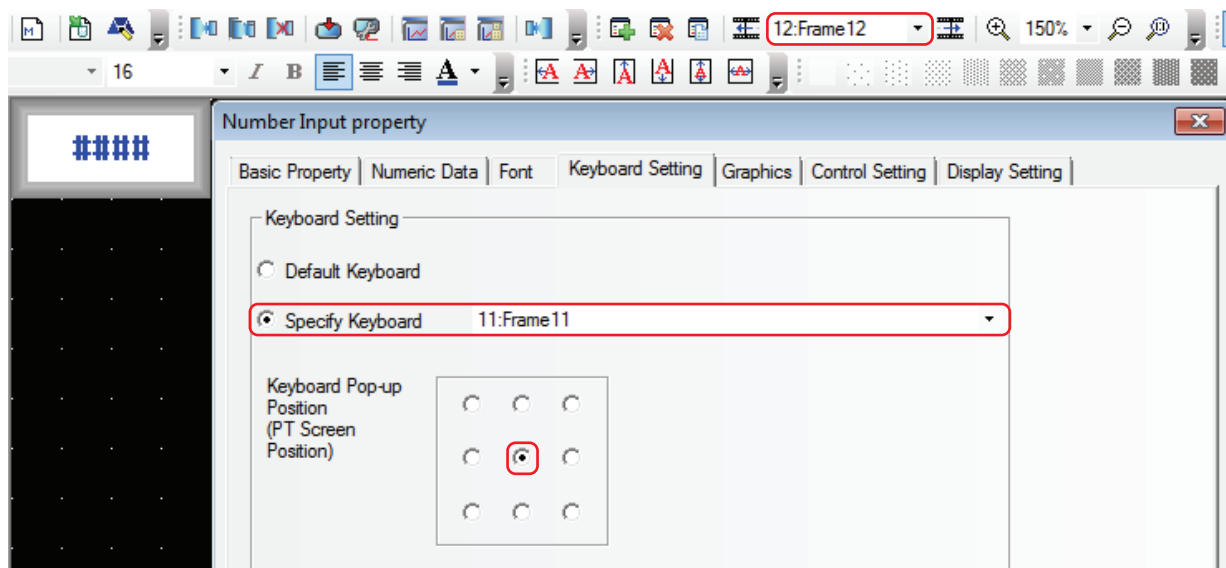 12:Frame12 150%
16 I B A A A A A A A
####
Number Input property
Basic Property Numeric Data Font Keyboard Setting Graphics Control Setting Display Setting
Keyboard Setting
Default Keyboard
Specify Keyboard 11:Frame11
Keyboard Pop-up
Position
(PT Screen
Position)